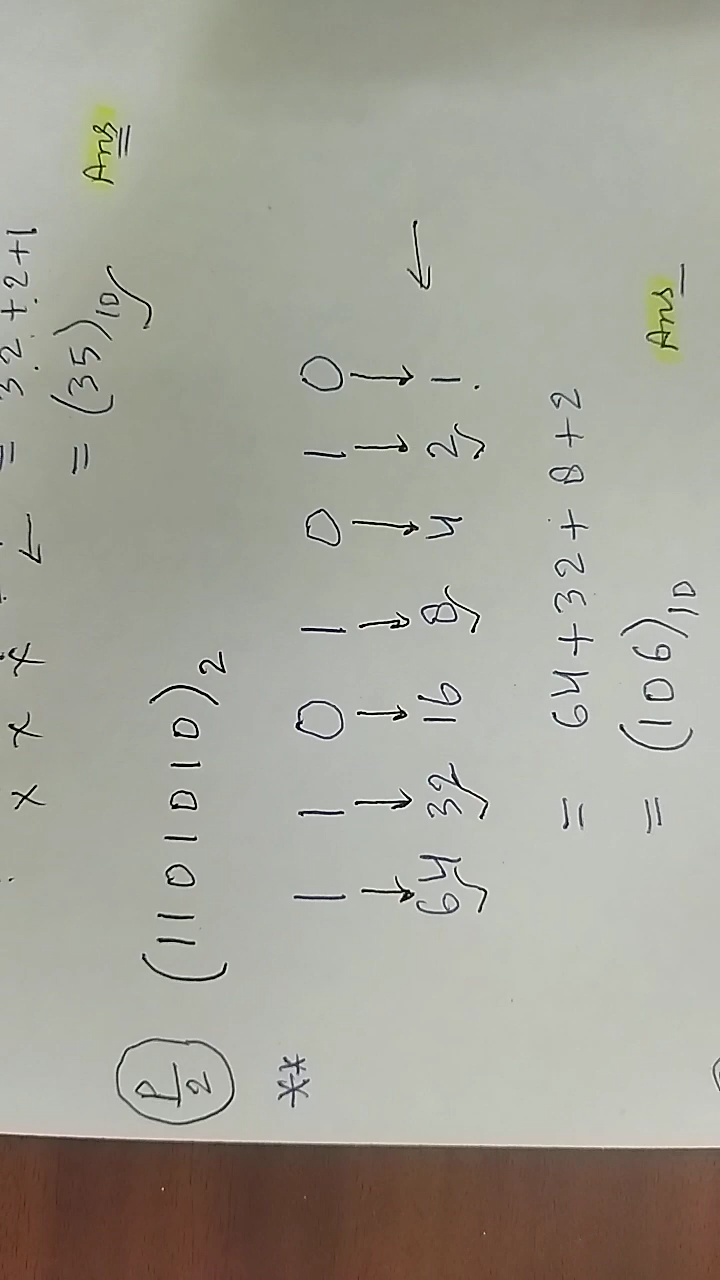 = 32+2+1
x x x ←
= (35)10 Ans
P/2 (1101010)2
** 1 1 0 1 0 1 0
↓ ↓ ↓ ↓ ↓ ↓ ↓
64 32 16 8 4 2 1. ←
= 64+32+8+2
= (106)10 Ans